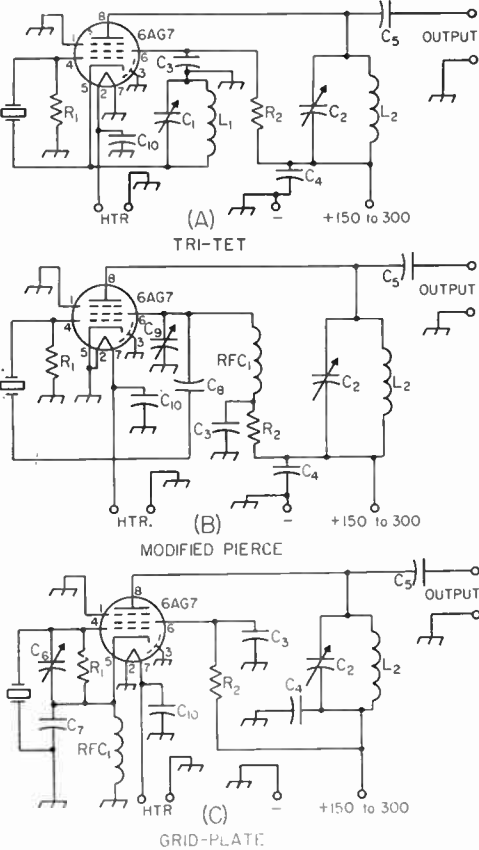 8
6AG7
C5
OUTPUT
1
4
6
3
5
2
7
C3
R1
C10
C1
L1
R2
C2
L2
C4
HTR
−
+150 to 300
(A)
TRI-TET
8
6AG7
C5
OUTPUT
1
4
6
3
5
2
7
C9
R1
C10
C8
RFC1
C3
R2
C2
L2
C4
HTR.
−
+150 to 300
(B)
MODIFIED PIERCE
8
6AG7
C5
OUTPUT
1
4
6
3
5
2
7
C6
R1
C3
C7
RFC1
C10
R2
C4
C2
L2
HTR
−
+150 to 300
(C)
GRID-PLATE